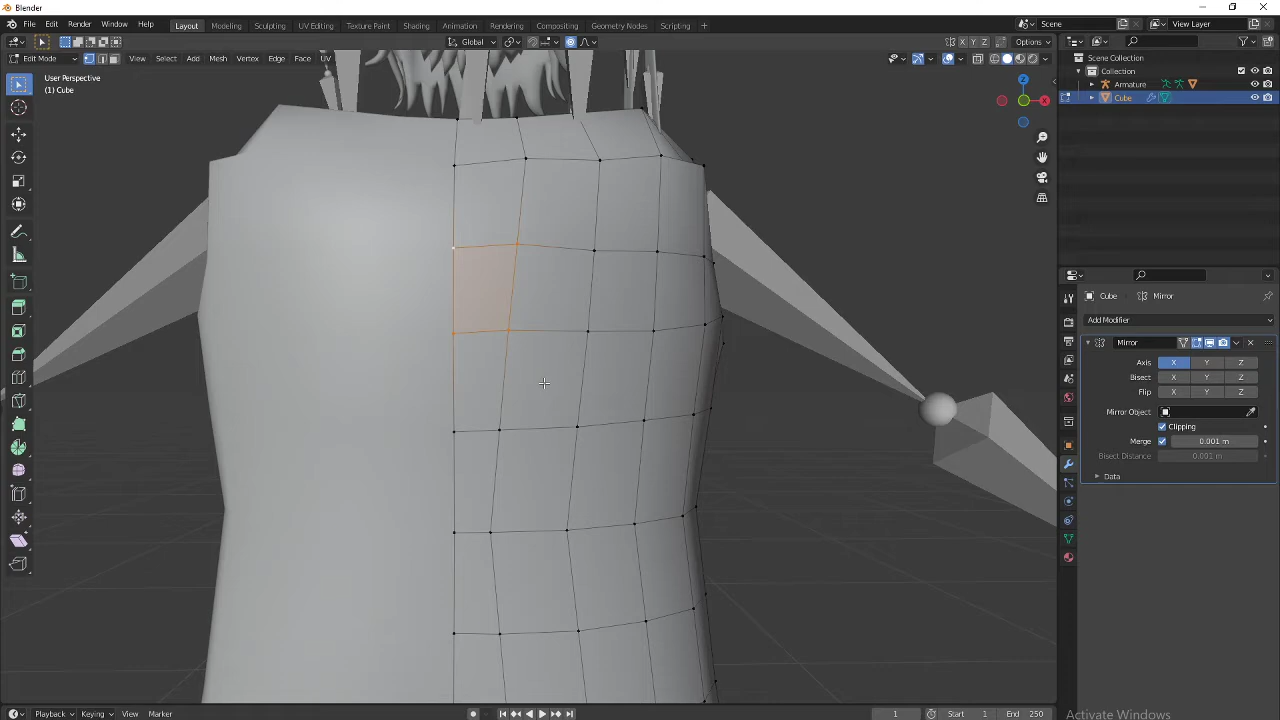 Blender
File Edit Render Window Help Layout Modeling Sculpting UV Editing Texture Paint Shading Animation Rendering Compositing Geometry Nodes Scripting + Scene View Layer
Global X Y Z Options
Edit Mode View Select Add Mesh Vertex Edge Face UV
User Perspective
(1) Cube
Z
X
Scene Collection
Collection
Armature
Cube
Cube Mirror
Add Modifier
Mirror
Axis X Y Z
Bisect X Y Z
Flip X Y Z
Mirror Object
Clipping
Merge 0.001 m
Bisect Distance 0.001 m
Data
Activate Windows
Playback Keying View Marker 1 Start 1 End 250